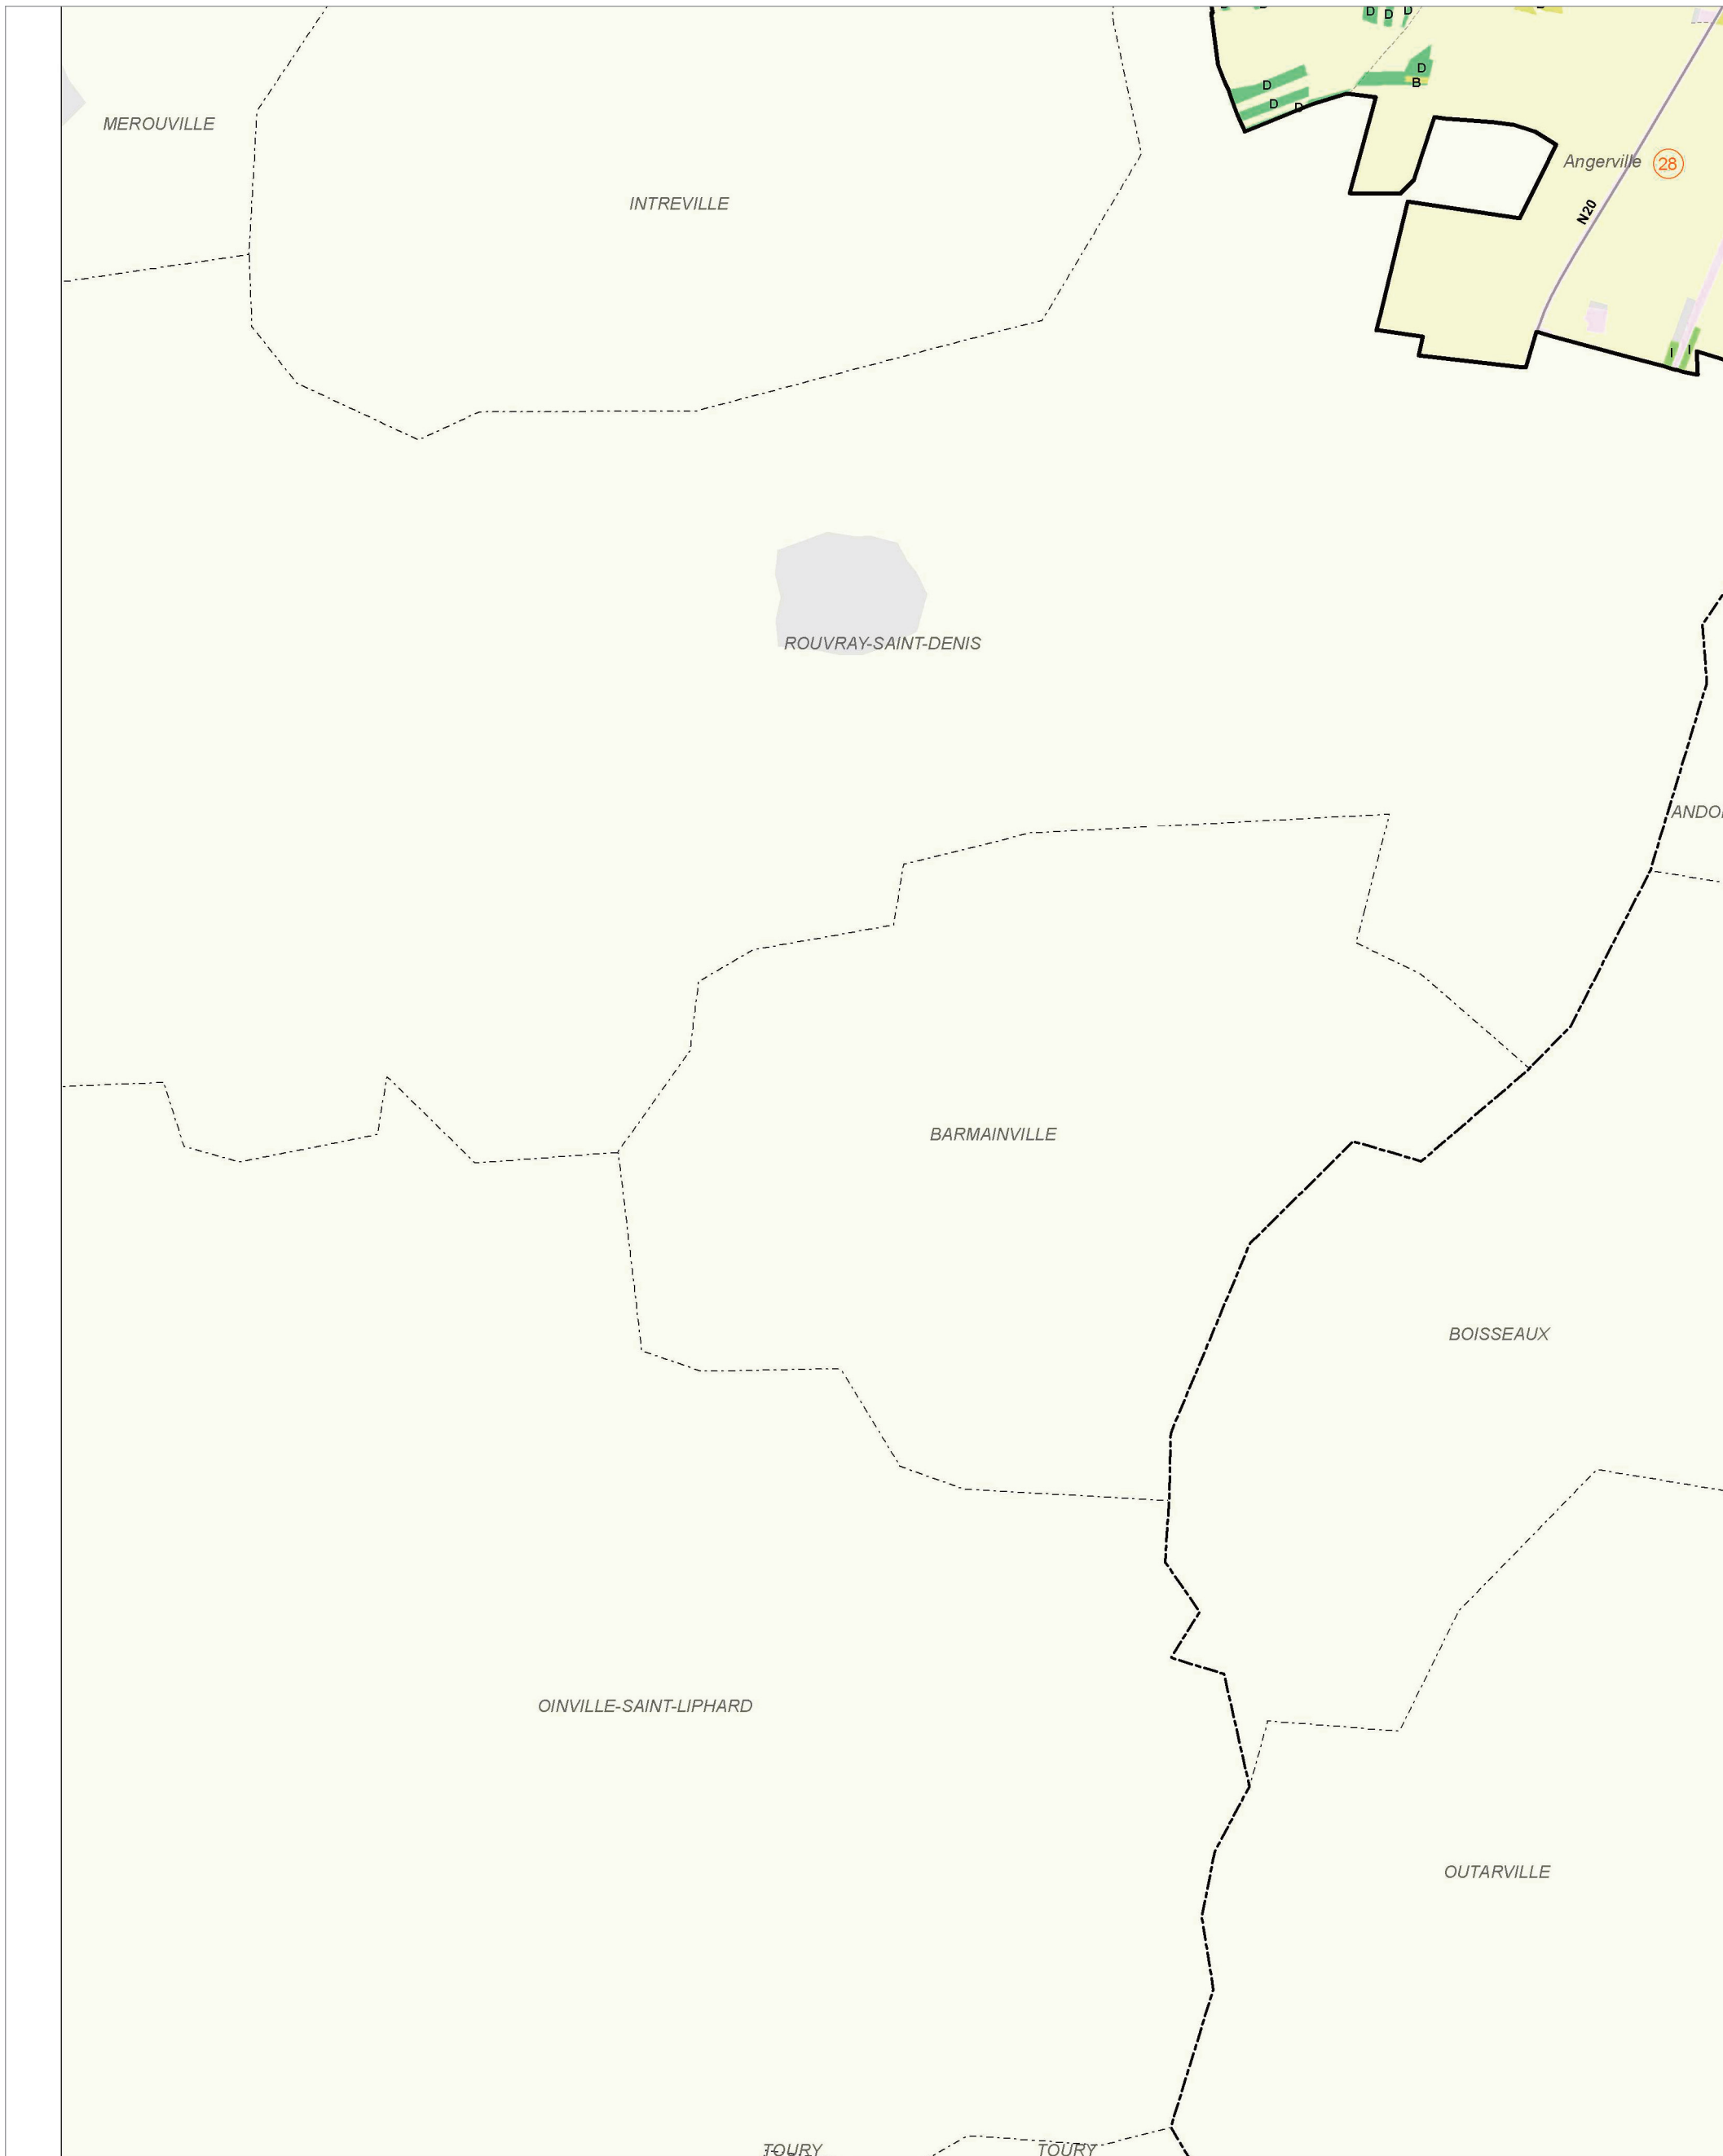 D D D
D
B
D
D D
MEROUVILLE
Angerville 28
INTREVILLE
N20
I I
ROUVRAY-SAINT-DENIS
BARMAINVILLE
BOISSEAUX
OINVILLE-SAINT-LIPHARD
OUTARVILLE
TOURY TOURY